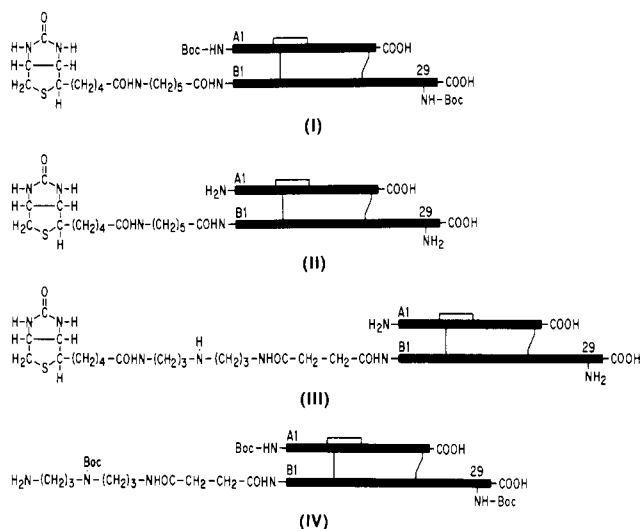 O
H-N N-H
A1
Boc-HN COOH
H H
B1 29
H₂C S H (CH₂)₄-COHN-(CH₂)₅-COHN COOH
NH-Boc
(I)
O
H-N N-H
A1
H₂N COOH
H H
B1 29
H₂C S H (CH₂)₄-COHN-(CH₂)₅-COHN COOH
NH₂
(II)
O
H-N N-H
A1
H₂N COOH
H H
H B1 29
H₂C S H (CH₂)₄-COHN-(CH₂)₃-N-(CH₂)₃-NHOC-CH₂-CH₂-COHN COOH
NH₂
(III)
A1
Boc-HN COOH
Boc B1 29
H₂N-(CH₂)₃-N-(CH₂)₃-NHOC-CH₂-CH₂-COHN COOH
NH-Boc
(IV)